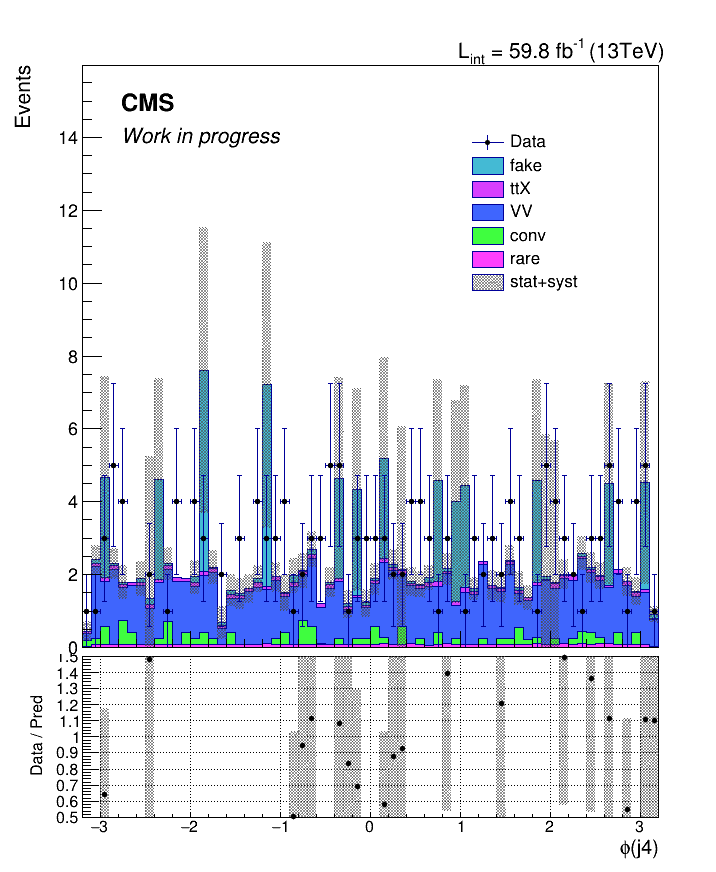 L_int = 59.8 fb^-1 (13TeV)
Events
CMS
Work in progress
14
12
10
8
6
4
2
0
Data
fake
ttX
VV
conv
rare
stat+syst
Data / Pred
1.5
1.4
1.3
1.2
1.1
1
0.9
0.8
0.7
0.6
0.5
−3 −2 −1 0 1 2 3
ϕ(j4)